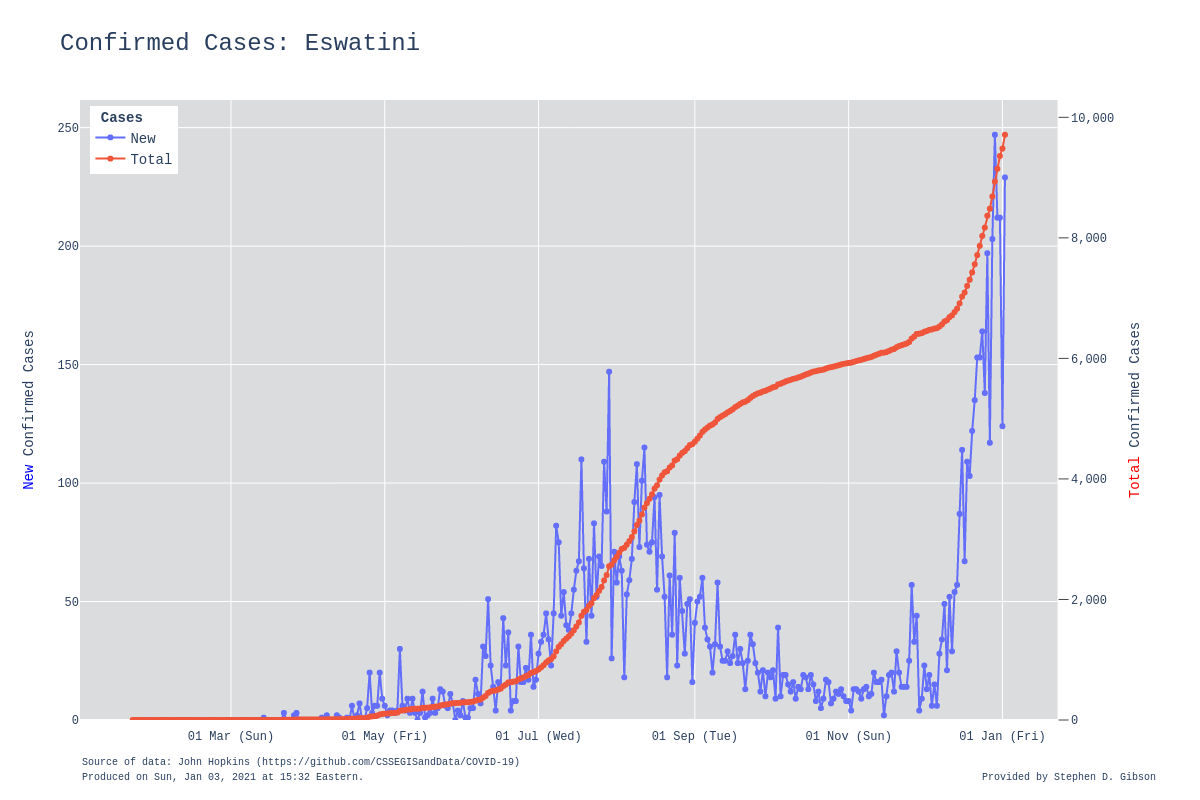 Confirmed Cases: Eswatini
Cases
New
Total
250
200
150
100
50
0
10,000
8,000
6,000
4,000
2,000
0
New Confirmed Cases
Total Confirmed Cases
01 Mar (Sun) 01 May (Fri) 01 Jul (Wed) 01 Sep (Tue) 01 Nov (Sun) 01 Jan (Fri)
Source of data: John Hopkins (https://github.com/CSSEGISandData/COVID-19)
Produced on Sun, Jan 03, 2021 at 15:32 Eastern.
Provided by Stephen D. Gibson